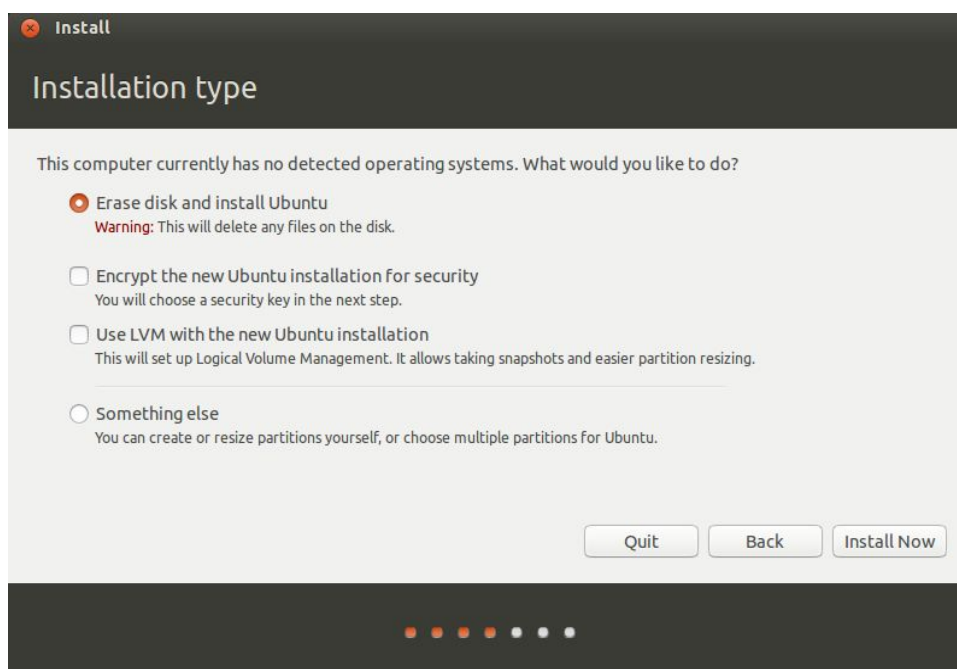 Install
Installation type
This computer currently has no detected operating systems. What would you like to do?
Erase disk and install Ubuntu
Warning: This will delete any files on the disk.
Encrypt the new Ubuntu installation for security
You will choose a security key in the next step.
Use LVM with the new Ubuntu installation
This will set up Logical Volume Management. It allows taking snapshots and easier partition resizing.
Something else
You can create or resize partitions yourself, or choose multiple partitions for Ubuntu.
Quit Back Install Now